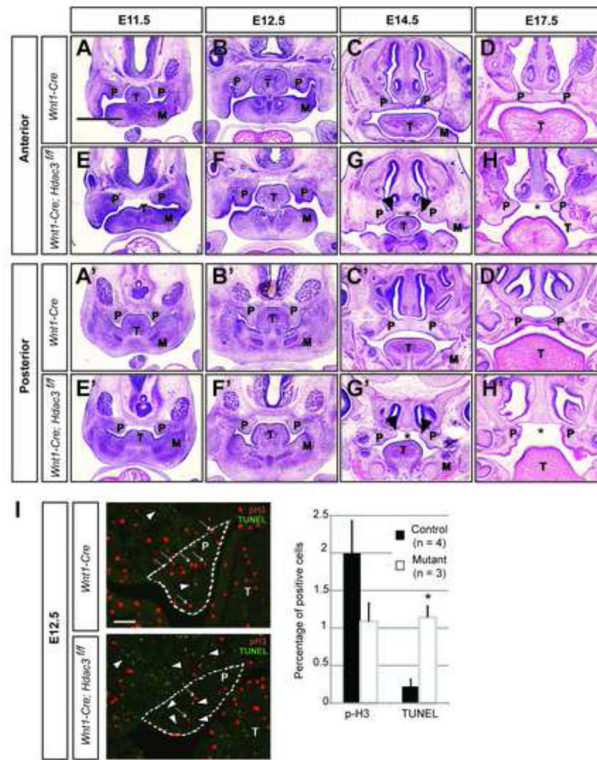 E11.5 E12.5 E14.5 E17.5
Anterior
Wnt1-Cre
A P T P M
B P T P M
C P P T M
D P P T
Wnt1-Cre; Hdac3 f/f
E P T P M
F P T P M
G P * P T M
H P * P T
Posterior
Wnt1-Cre
A' P T P M
B' P T P M
C' P P T M
D' P P T
Wnt1-Cre; Hdac3 f/f
E' P T P M
F' P T P M
G' P * P T M
H' P * P T
I
E12.5
Wnt1-Cre
pH3
TUNEL
P
T
Wnt1-Cre; Hdac3 f/f
pH3
TUNEL
P
T
Percentage of positive cells
2.5
2
1.5
1
0.5
0
Control
(n = 4)
Mutant
(n = 3)
*
p-H3 TUNEL